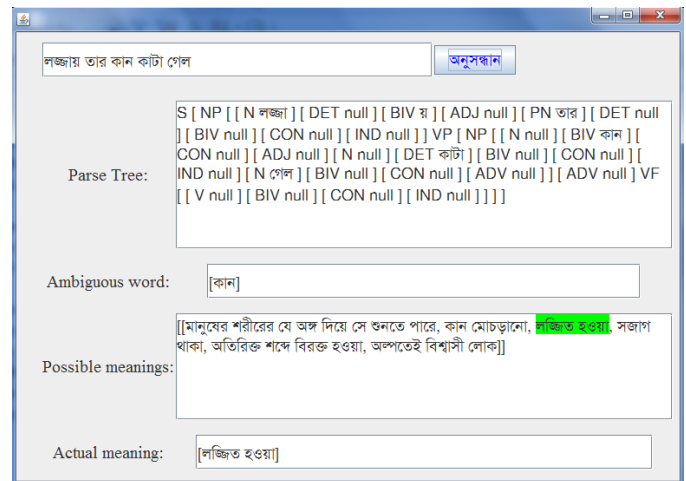 লজ্জায় তার কান কাটা গেল
অনুসন্ধান
Parse Tree:
S [ NP [ [ N লজ্জা ] [ DET null ] [ BIV য় ] [ ADJ null ] [ PN তার ] [ DET null
] [ BIV null ] [ CON null ] [ IND null ] ] VP [ NP [ [ N null ] [ BIV কান ] [
CON null ] [ ADJ null ] [ N null ] [ DET কাটা ] [ BIV null ] [ CON null ] [
IND null ] [ N গেল ] [ BIV null ] [ CON null ] [ ADV null ] ] [ ADV null ] VF
[ [ V null ] [ BIV null ] [ CON null ] [ IND null ] ] ] ]
Ambiguous word:
[কান]
Possible meanings:
[[মানুষের শরীরের যে অঙ্গ দিয়ে সে শুনতে পারে, কান মোচড়ানো, লজ্জিত হওয়া, সজাগ
থাকা, অতিরিক্ত শব্দে বিরক্ত হওয়া, অল্পতেই বিশ্বাসী লোক]]
Actual meaning:
[লজ্জিত হওয়া]